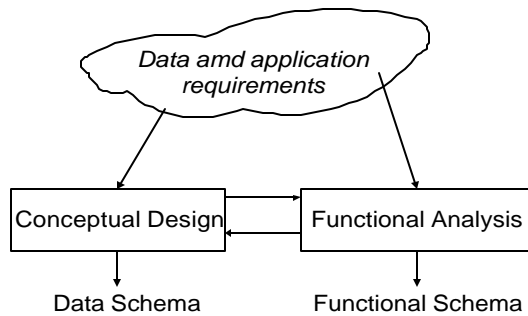 Data amd application
requirements
Conceptual Design
Functional Analysis
Data Schema
Functional Schema